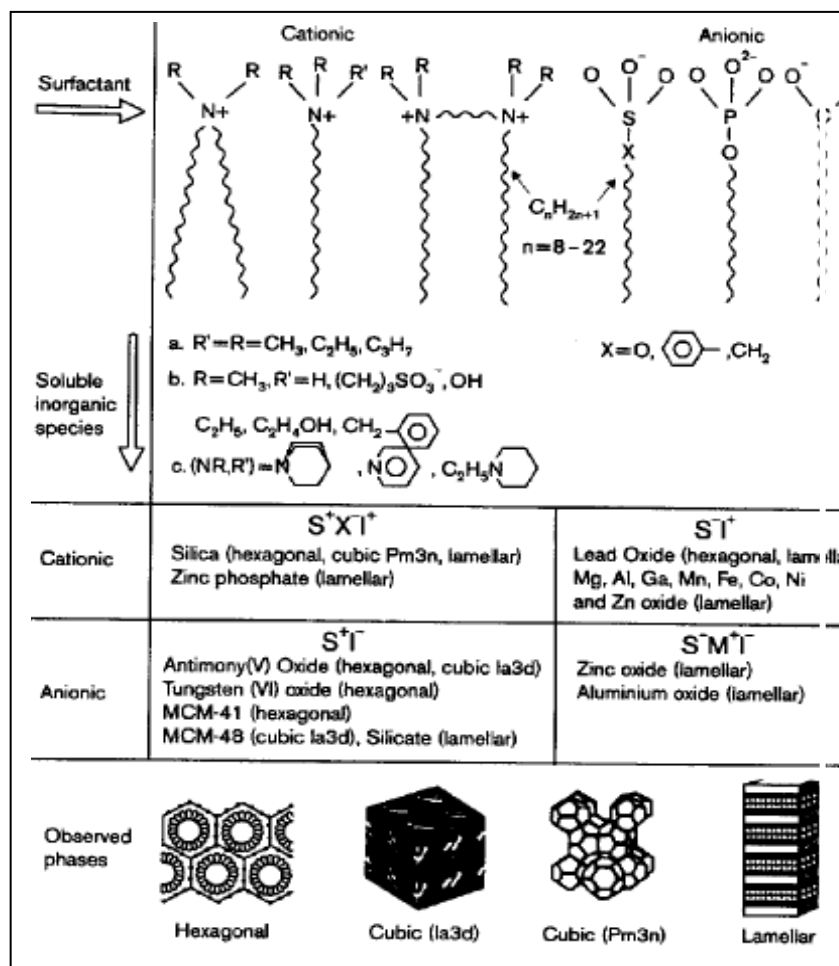 Cationic Anionic
Surfactant
R R R R R' R R R R O O⁻ O O O²⁻ O O⁻
N+ N+ +N N+ S P C
X O
CₙH₂ₙ₊₁
n=8-22
a. R'=R=CH₃, C₂H₅, C₃H₇
X=O, , CH₂
b. R=CH₃, R'=H, (CH₂)₃SO₃⁻, OH
Soluble
inorganic
species
C₂H₅, C₂H₄OH, CH₂
c. (NR,R')= N , N , C₂H₅N
S⁺X⁻I⁺
Cationic
Silica (hexagonal, cubic Pm3n, lamellar)
Zinc phosphate (lamellar)
S⁻I⁺
Lead Oxide (hexagonal, lamella
Mg, Al, Ga, Mn, Fe, Co, Ni
and Zn oxide (lamellar)
S⁺I⁻
Anionic
Antimony(V) Oxide (hexagonal, cubic Ia3d)
Tungsten (VI) oxide (hexagonal)
MCM-41 (hexagonal)
MCM-48 (cubic Ia3d), Silicate (lamellar)
S⁻M⁺I⁻
Zinc oxide (lamellar)
Aluminium oxide (lamellar)
Observed
phases
Hexagonal Cubic (Ia3d) Cubic (Pm3n) Lamellar